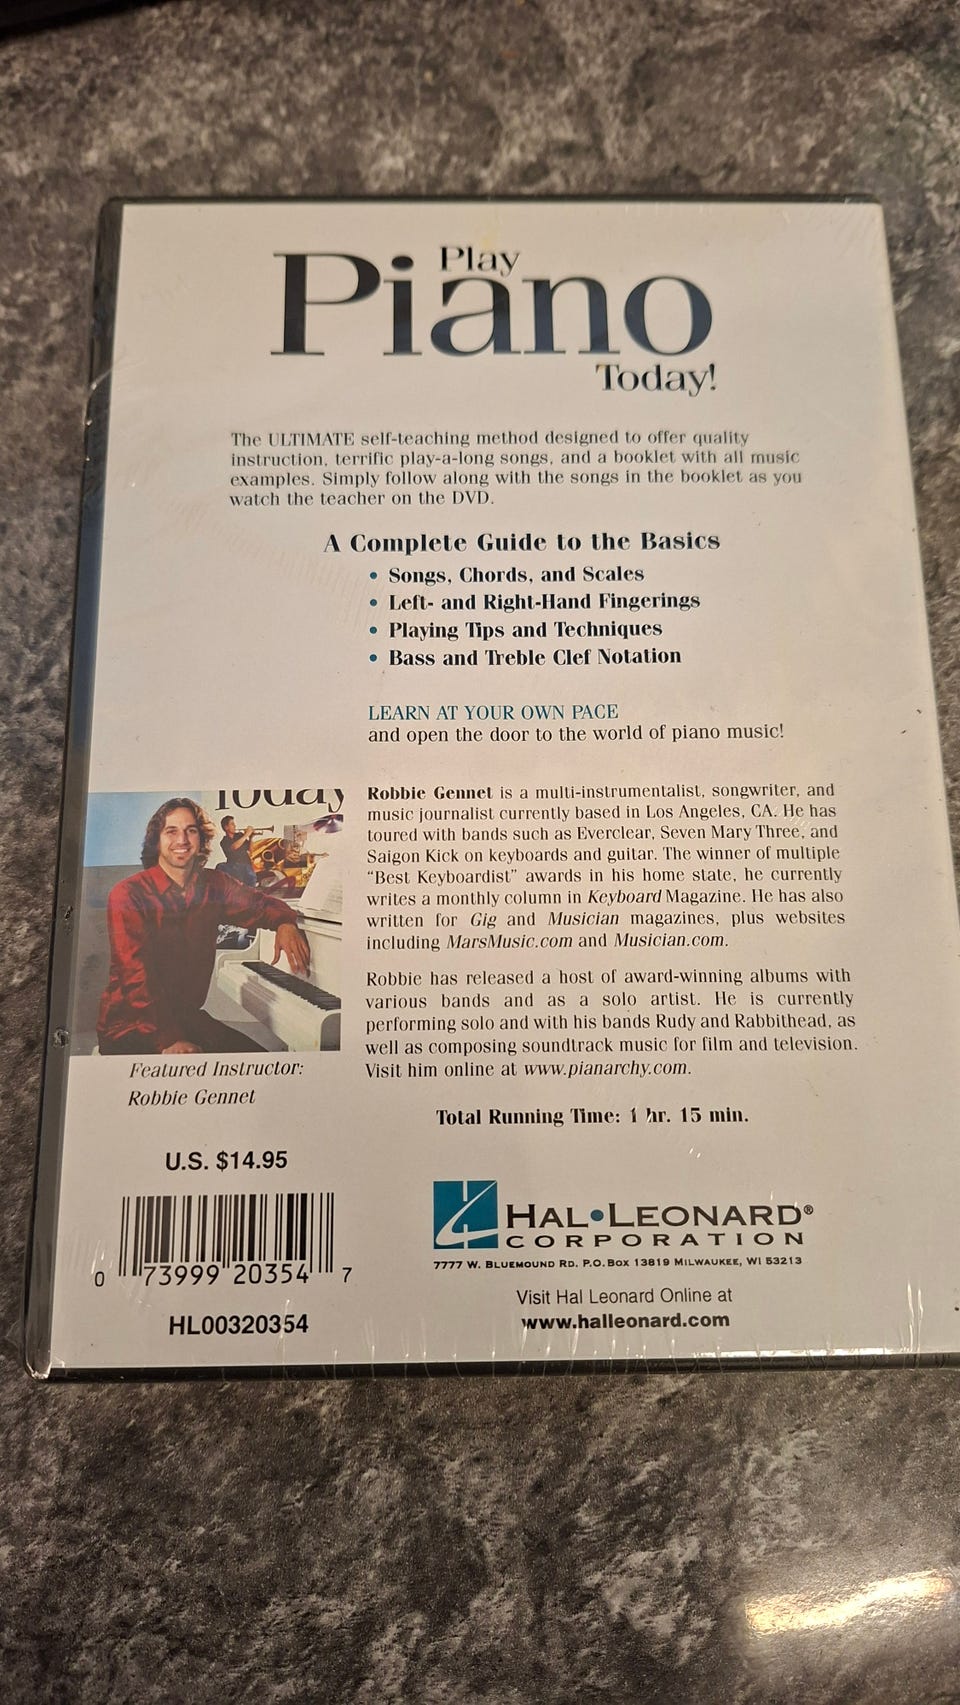 Play
Piano
Today!
The ULTIMATE self-teaching method designed to offer quality
instruction, terrific play-a-long songs, and a booklet with all music
examples. Simply follow along with the songs in the booklet as you
watch the teacher on the DVD.
A Complete Guide to the Basics
• Songs, Chords, and Scales
• Left- and Right-Hand Fingerings
• Playing Tips and Techniques
• Bass and Treble Clef Notation
LEARN AT YOUR OWN PACE
and open the door to the world of piano music!
Today
Robbie Gennet is a multi-instrumentalist, songwriter, and
music journalist currently based in Los Angeles, CA. He has
toured with bands such as Everclear, Seven Mary Three, and
Saigon Kick on keyboards and guitar. The winner of multiple
"Best Keyboardist" awards in his home state, he currently
writes a monthly column in Keyboard Magazine. He has also
written for Gig and Musician magazines, plus websites
including MarsMusic.com and Musician.com.
Robbie has released a host of award-winning albums with
various bands and as a solo artist. He is currently
performing solo and with his bands Rudy and Rabbithead, as
well as composing soundtrack music for film and television.
Visit him online at www.pianarchy.com.
Featured Instructor:
Robbie Gennet
Total Running Time: 1 hr. 15 min.
U.S. $14.95
0 73999 20354 7
HL00320354
HAL•LEONARD®
CORPORATION
7777 W. BLUEMOUND RD. P.O. BOX 13819 MILWAUKEE, WI 53213
Visit Hal Leonard Online at
www.halleonard.com